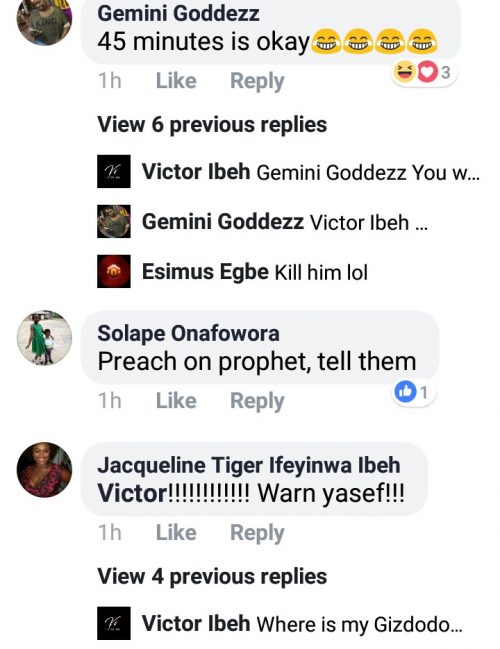 Gemini Goddezz
45 minutes is okay😂😂😂😂
3
1h Like Reply
View 6 previous replies
Victor Ibeh Gemini Goddezz You w...
Gemini Goddezz Victor Ibeh ...
Esimus Egbe Kill him lol
Solape Onafowora
Preach on prophet, tell them
1
1h Like Reply
Jacqueline Tiger Ifeyinwa Ibeh
Victor!!!!!!!!!!!! Warn yasef!!!
1h Like Reply
View 4 previous replies
Victor Ibeh Where is my Gizdodo...